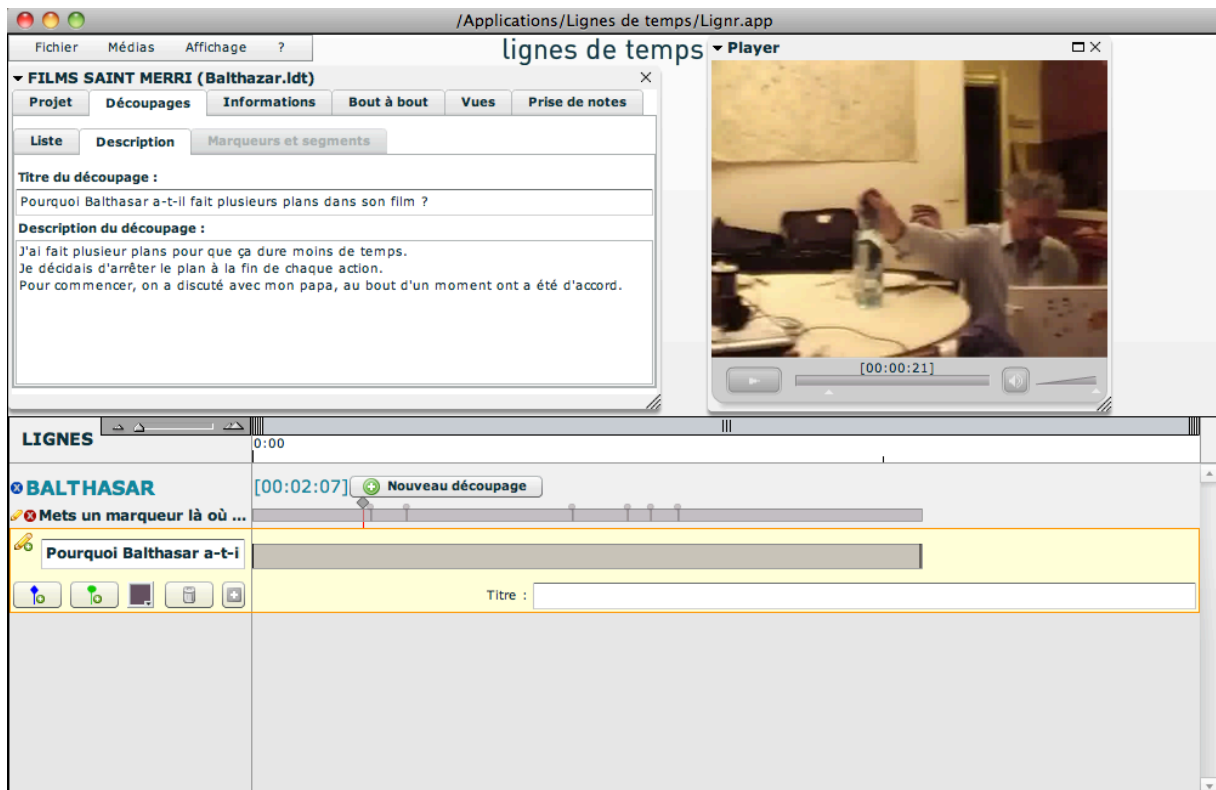 /Applications/Lignes de temps/Lignr.app
Fichier Médias Affichage ?
lignes de temps
Player
FILMS SAINT MERRI (Balthazar.ldt)
Projet Découpages Informations Bout à bout Vues Prise de notes
Liste Description Marqueurs et segments
Titre du découpage :
Pourquoi Balthasar a-t-il fait plusieurs plans dans son film ?
Description du découpage :
J'ai fait plusieur plans pour que ça dure moins de temps.
Je décidais d'arrêter le plan à la fin de chaque action.
Pour commencer, on a discuté avec mon papa, au bout d'un moment ont a été d'accord.
[00:00:21]
LIGNES
0:00
BALTHASAR
[00:02:07]
Nouveau découpage
Mets un marqueur là où ...
Pourquoi Balthasar a-t-i
Titre :